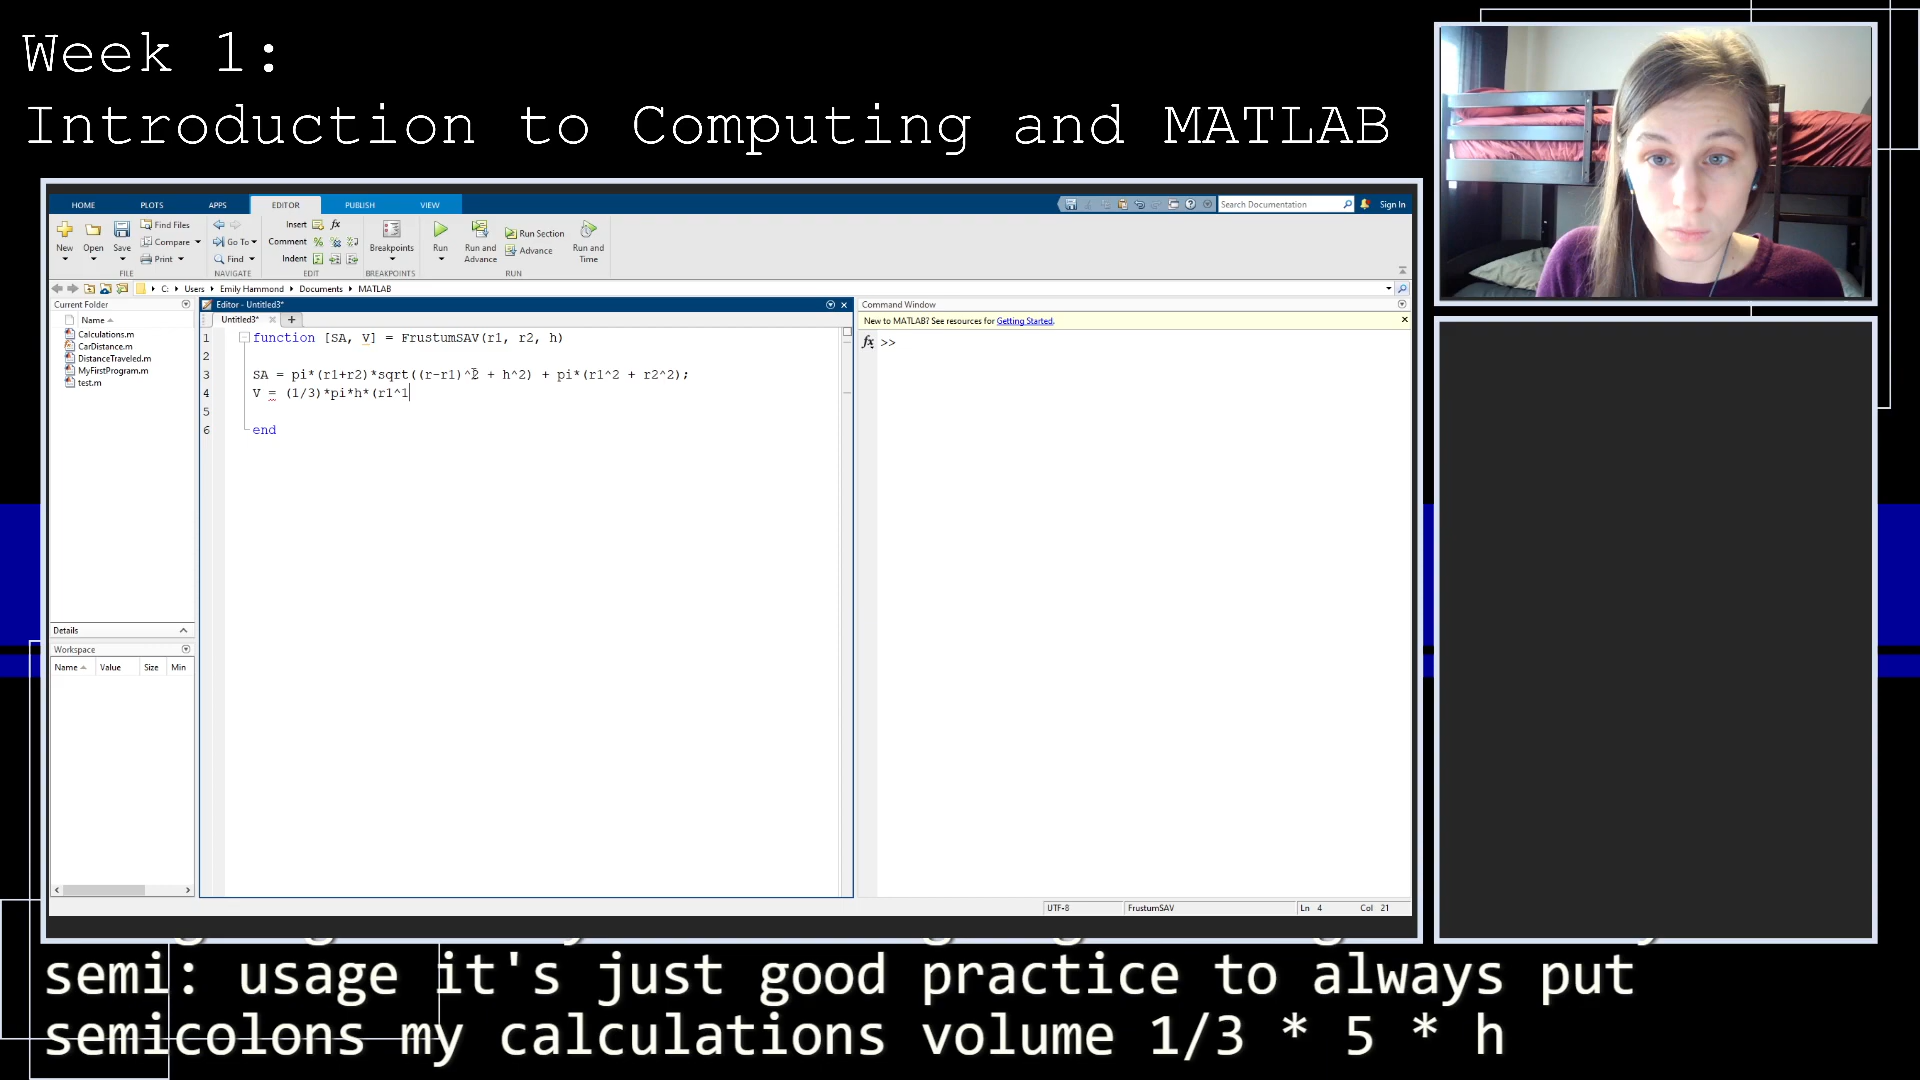 Week 1:
Introduction to Computing and MATLAB
HOME PLOTS APPS EDITOR PUBLISH VIEW
Search Documentation
Sign In
New Open Save
Find Files
Compare
Print
FILE
Go To
Find
NAVIGATE
Insert
Comment
Indent
EDIT
Breakpoints
BREAKPOINTS
Run
Run and Advance
Run Section
Advance
Run and Time
RUN
C: Users Emily Hammond Documents MATLAB
Current Folder
Name
Calculations.m
CarDistance.m
DistanceTraveled.m
MyFirstProgram.m
test.m
Details
Workspace
Name Value Size Min
Editor - Untitled3*
Untitled3*
1 function [SA, V] = FrustumSAV(r1, r2, h)
2
3 SA = pi*(r1+r2)*sqrt((r-r1)^2 + h^2) + pi*(r1^2 + r2^2);
4 V = (1/3)*pi*h*(r1^1
5
6 end
Command Window
New to MATLAB? See resources for Getting Started.
fx >>
UTF-8 FrustumSAV Ln 4 Col 21
semi: usage it's just good practice to always put
semicolons my calculations volume 1/3 * 5 * h